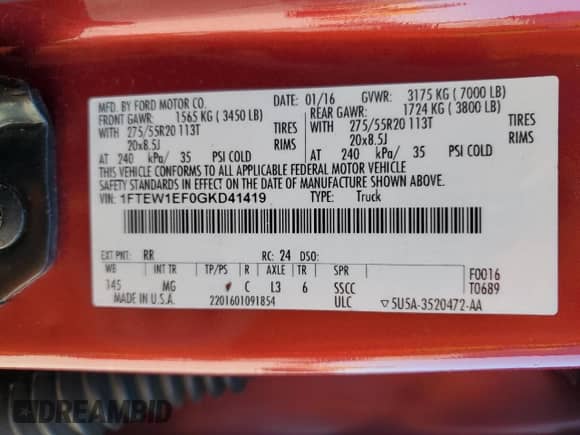 MFD. BY FORD MOTOR CO.
DATE: 01/16 GVWR: 3175 KG ( 7000 LB)
FRONT GAWR: 1565 KG ( 3450 LB) REAR GAWR: 1724 KG ( 3800 LB)
WITH 275/55R20 113T TIRES WITH 275/55R20 113T TIRES
20x8.5J RIMS 20x8.5J RIMS
AT 240 kPa/ 35 PSI COLD AT 240 kPa/ 35 PSI COLD
THIS VEHICLE CONFORMS TO ALL APPLICABLE FEDERAL MOTOR VEHICLE
SAFETY STANDARDS IN EFFECT ON THE DATE OF MANUFACTURE SHOWN ABOVE.
VIN: 1FTEW1EF0GKD41419 TYPE: Truck
EXT PNT: RR RC: 24 DSO:
WB INT TR TP/PS R AXLE TR SPR
145 MG C L3 6 SSCC
F0016
T0689
MADE IN U.S.A. 2201601091854 ULC ▽ 5U5A-3520472-AA
DREAMBID